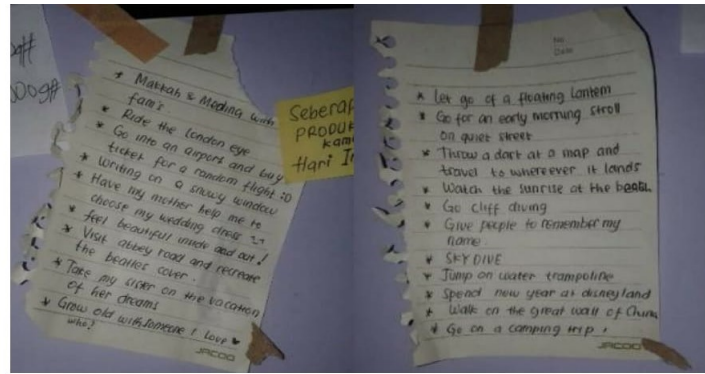 * Makkah & Medina with
fam's
* Ride the london eye
* Go into an airport and buy
ticket for a random flight :D
* Writing on a snowy window
* Have my mother help me to
choose my wedding dress
* feel beautiful inside and out!
* Visit abbey road and recreate
the beatles cover.
* Take my sister on the vacation
of her dreams
* Grow old with someone I love ♥
who?
JACOO
Seberap
PRODUK
kam
Hari I
No.
Date
* let go of a floating lantern
* Go for an early morning stroll
on quiet street
* Throw a dart at a map and
travel to wherever it lands
* Watch the sunrise at the beach
* Go cliff diving
* Give people to remember my
name
* SKY DIVE
* Jump on water trampoline
* Spend new year at disneyland
* Walk on the great wall of China
* Go on a camping trip.
JACOO